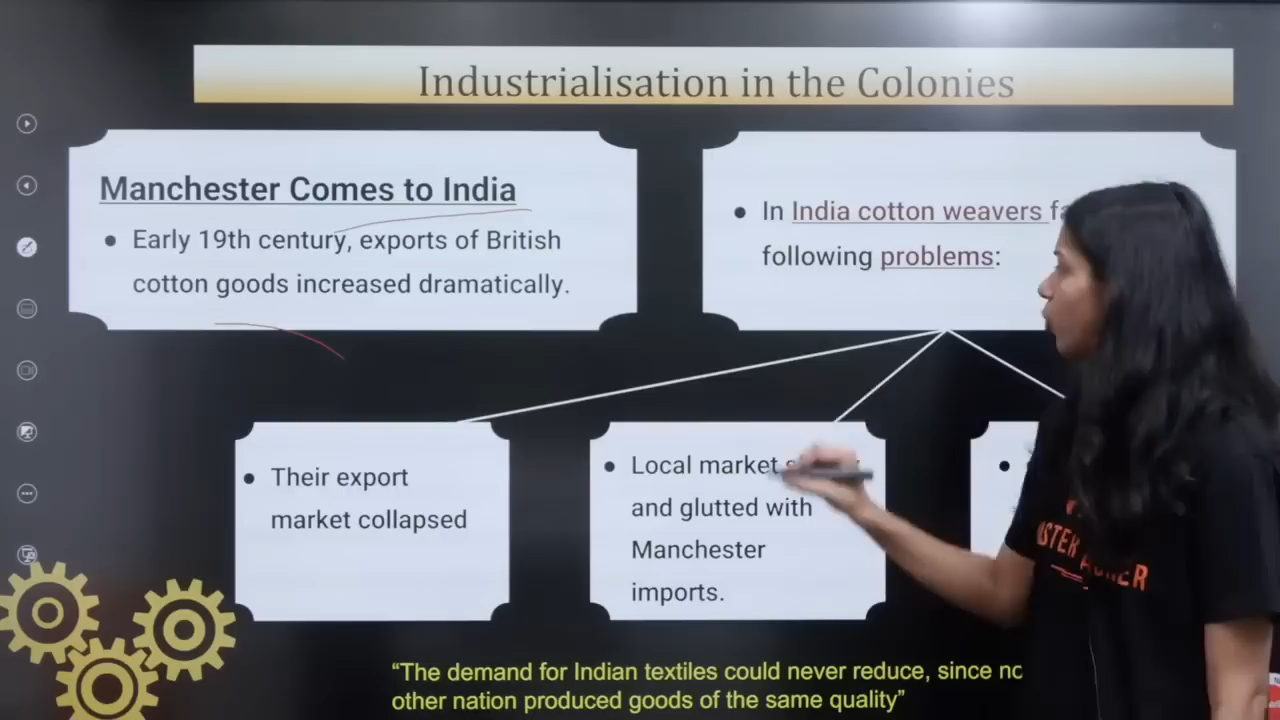 Industrialisation in the Colonies
Manchester Comes to India
• Early 19th century, exports of British
cotton goods increased dramatically.
• In India cotton weavers
following problems:
• Their export
market collapsed
• Local market
and glutted with
Manchester
imports.
“The demand for Indian textiles could never reduce, since no
other nation produced goods of the same quality”